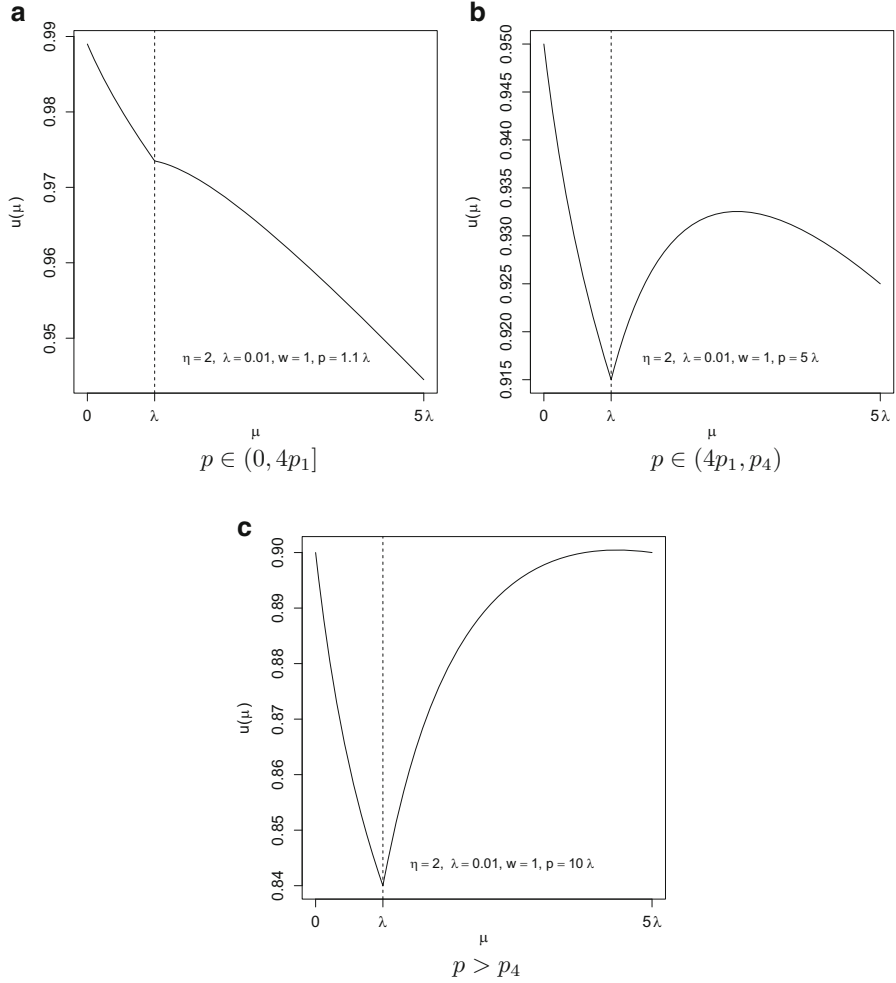 a
0.99
0.98
0.97
0.96
0.95
u(μ)
0
λ
5λ
μ
η = 2, λ = 0.01, w = 1, p = 1.1 λ
p ∈ (0, 4p₁]
b
0.950
0.945
0.940
0.935
0.930
0.925
0.920
0.915
u(μ)
0
λ
5λ
μ
η = 2, λ = 0.01, w = 1, p = 5 λ
p ∈ (4p₁, p₄)
c
0.90
0.89
0.88
0.87
0.86
0.85
0.84
u(μ)
0
λ
5λ
μ
η = 2, λ = 0.01, w = 1, p = 10 λ
p > p₄